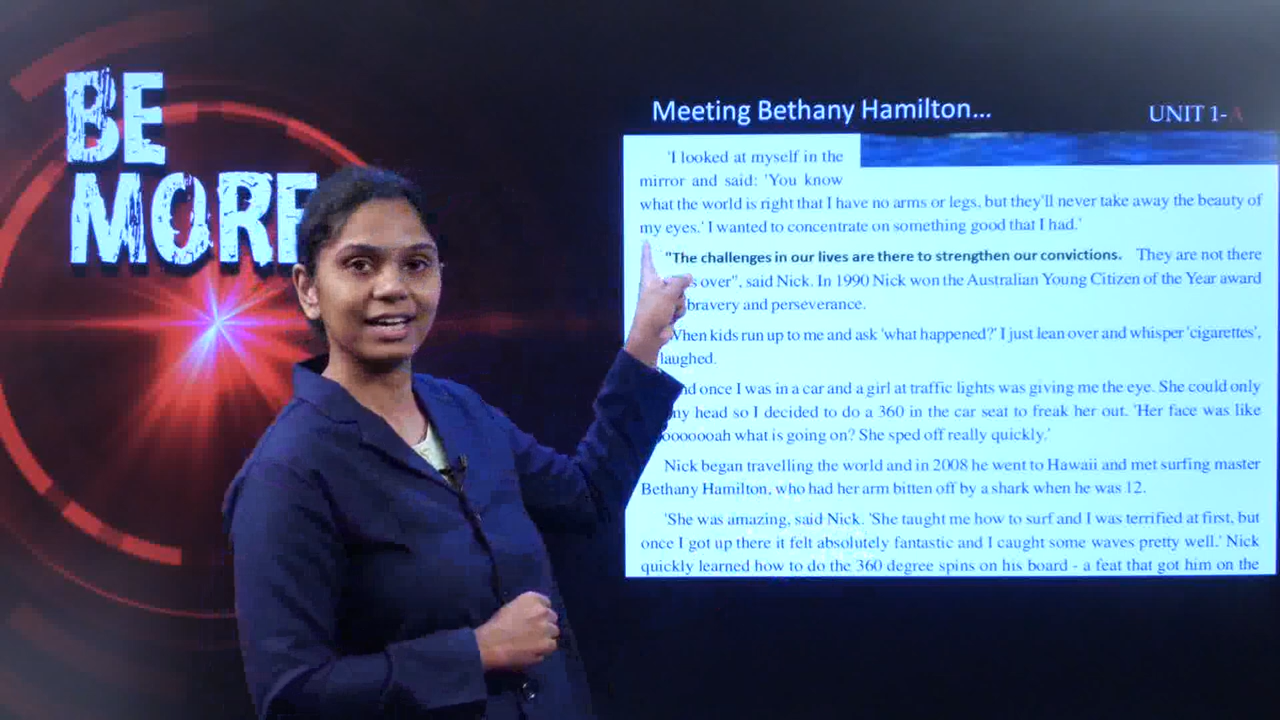 BE
MORE
Meeting Bethany Hamilton...
UNIT 1-A
'I looked at myself in the
mirror and said: 'You know
what the world is right that I have no arms or legs, but they'll never take away the beauty of
my eyes.' I wanted to concentrate on something good that I had.'
"The challenges in our lives are there to strengthen our convictions. They are not there
over", said Nick. In 1990 Nick won the Australian Young Citizen of the Year award
bravery and perseverance.
When kids run up to me and ask 'what happened?' I just lean over and whisper 'cigarettes',
laughed.
once I was in a car and a girl at traffic lights was giving me the eye. She could only
head so I decided to do a 360 in the car seat to freak her out. 'Her face was like
what is going on? She sped off really quickly.'
Nick began travelling the world and in 2008 he went to Hawaii and met surfing master
Bethany Hamilton, who had her arm bitten off by a shark when he was 12.
'She was amazing, said Nick. 'She taught me how to surf and I was terrified at first, but
once I got up there it felt absolutely fantastic and I caught some waves pretty well.' Nick
quickly learned how to do the 360 degree spins on his board - a feat that got him on the